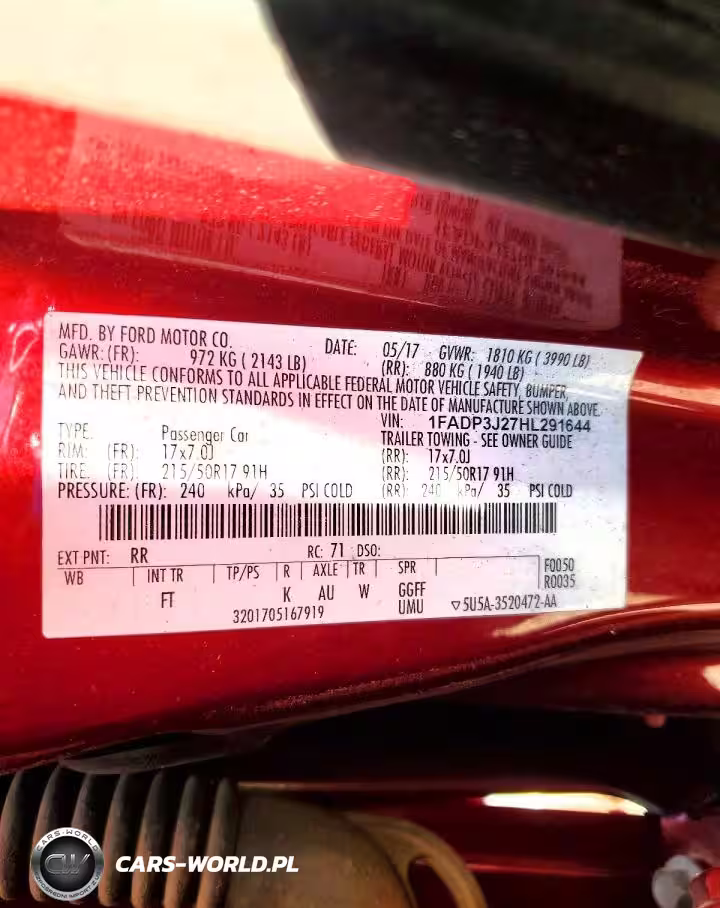 MFD. BY FORD MOTOR CO.
DATE: 05/17 GVWR: 1810 KG ( 3990 LB)
GAWR: (FR): 972 KG ( 2143 LB) (RR): 880 KG ( 1940 LB)
THIS VEHICLE CONFORMS TO ALL APPLICABLE FEDERAL MOTOR VEHICLE SAFETY, BUMPER,
AND THEFT PREVENTION STANDARDS IN EFFECT ON THE DATE OF MANUFACTURE SHOWN ABOVE.
VIN: 1FADP3J27HL291644
TYPE: Passenger Car TRAILER TOWING - SEE OWNER GUIDE
RIM: (FR): 17x7.0J (RR): 17x7.0J
TIRE: (FR): 215/50R17 91H (RR): 215/50R17 91H
PRESSURE: (FR): 240 kPa/ 35 PSI COLD (RR): 240 kPa/ 35 PSI COLD
EXT PNT: RR RC: 71 DSO:
WB INT TR TP/PS R AXLE TR SPR F0050
R0035
FT K AU W GGFF
UMU
3201705167919 ▽5U5A-3520472-AA
CARS-WORLD
CW
CARS-WORLD.PL